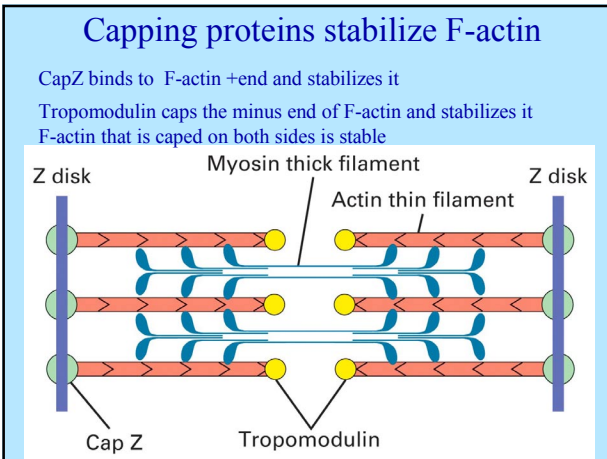 Capping proteins stabilize F-actin
CapZ binds to F-actin +end and stabilizes it
Tropomodulin caps the minus end of F-actin and stabilizes it
F-actin that is caped on both sides is stable
Myosin thick filament
Z disk
Z disk
Actin thin filament
Cap Z
Tropomodulin